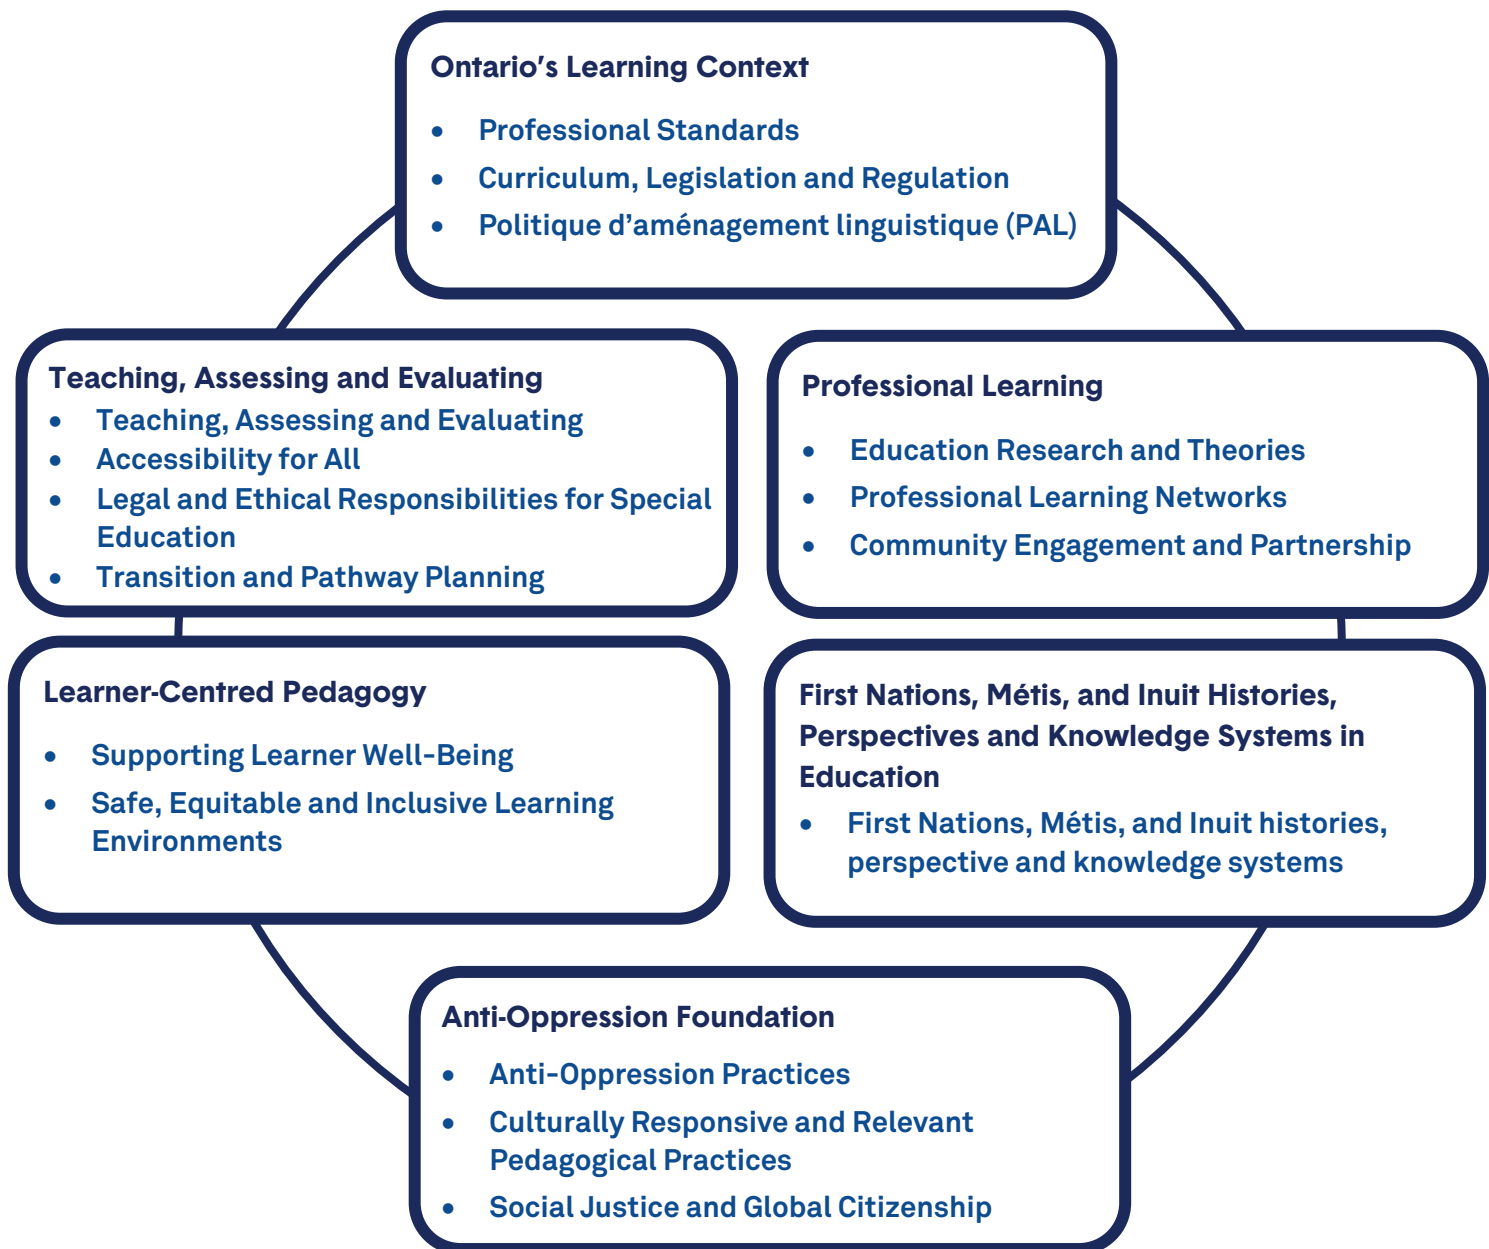 Ontario's Learning Context
• Professional Standards
• Curriculum, Legislation and Regulation
• Politique d'aménagement linguistique (PAL)
Teaching, Assessing and Evaluating
• Teaching, Assessing and Evaluating
• Accessibility for All
• Legal and Ethical Responsibilities for Special
Education
• Transition and Pathway Planning
Professional Learning
• Education Research and Theories
• Professional Learning Networks
• Community Engagement and Partnership
Learner-Centred Pedagogy
• Supporting Learner Well-Being
• Safe, Equitable and Inclusive Learning
Environments
First Nations, Métis, and Inuit Histories,
Perspectives and Knowledge Systems in
Education
• First Nations, Métis, and Inuit histories,
perspective and knowledge systems
Anti-Oppression Foundation
• Anti-Oppression Practices
• Culturally Responsive and Relevant
Pedagogical Practices
• Social Justice and Global Citizenship